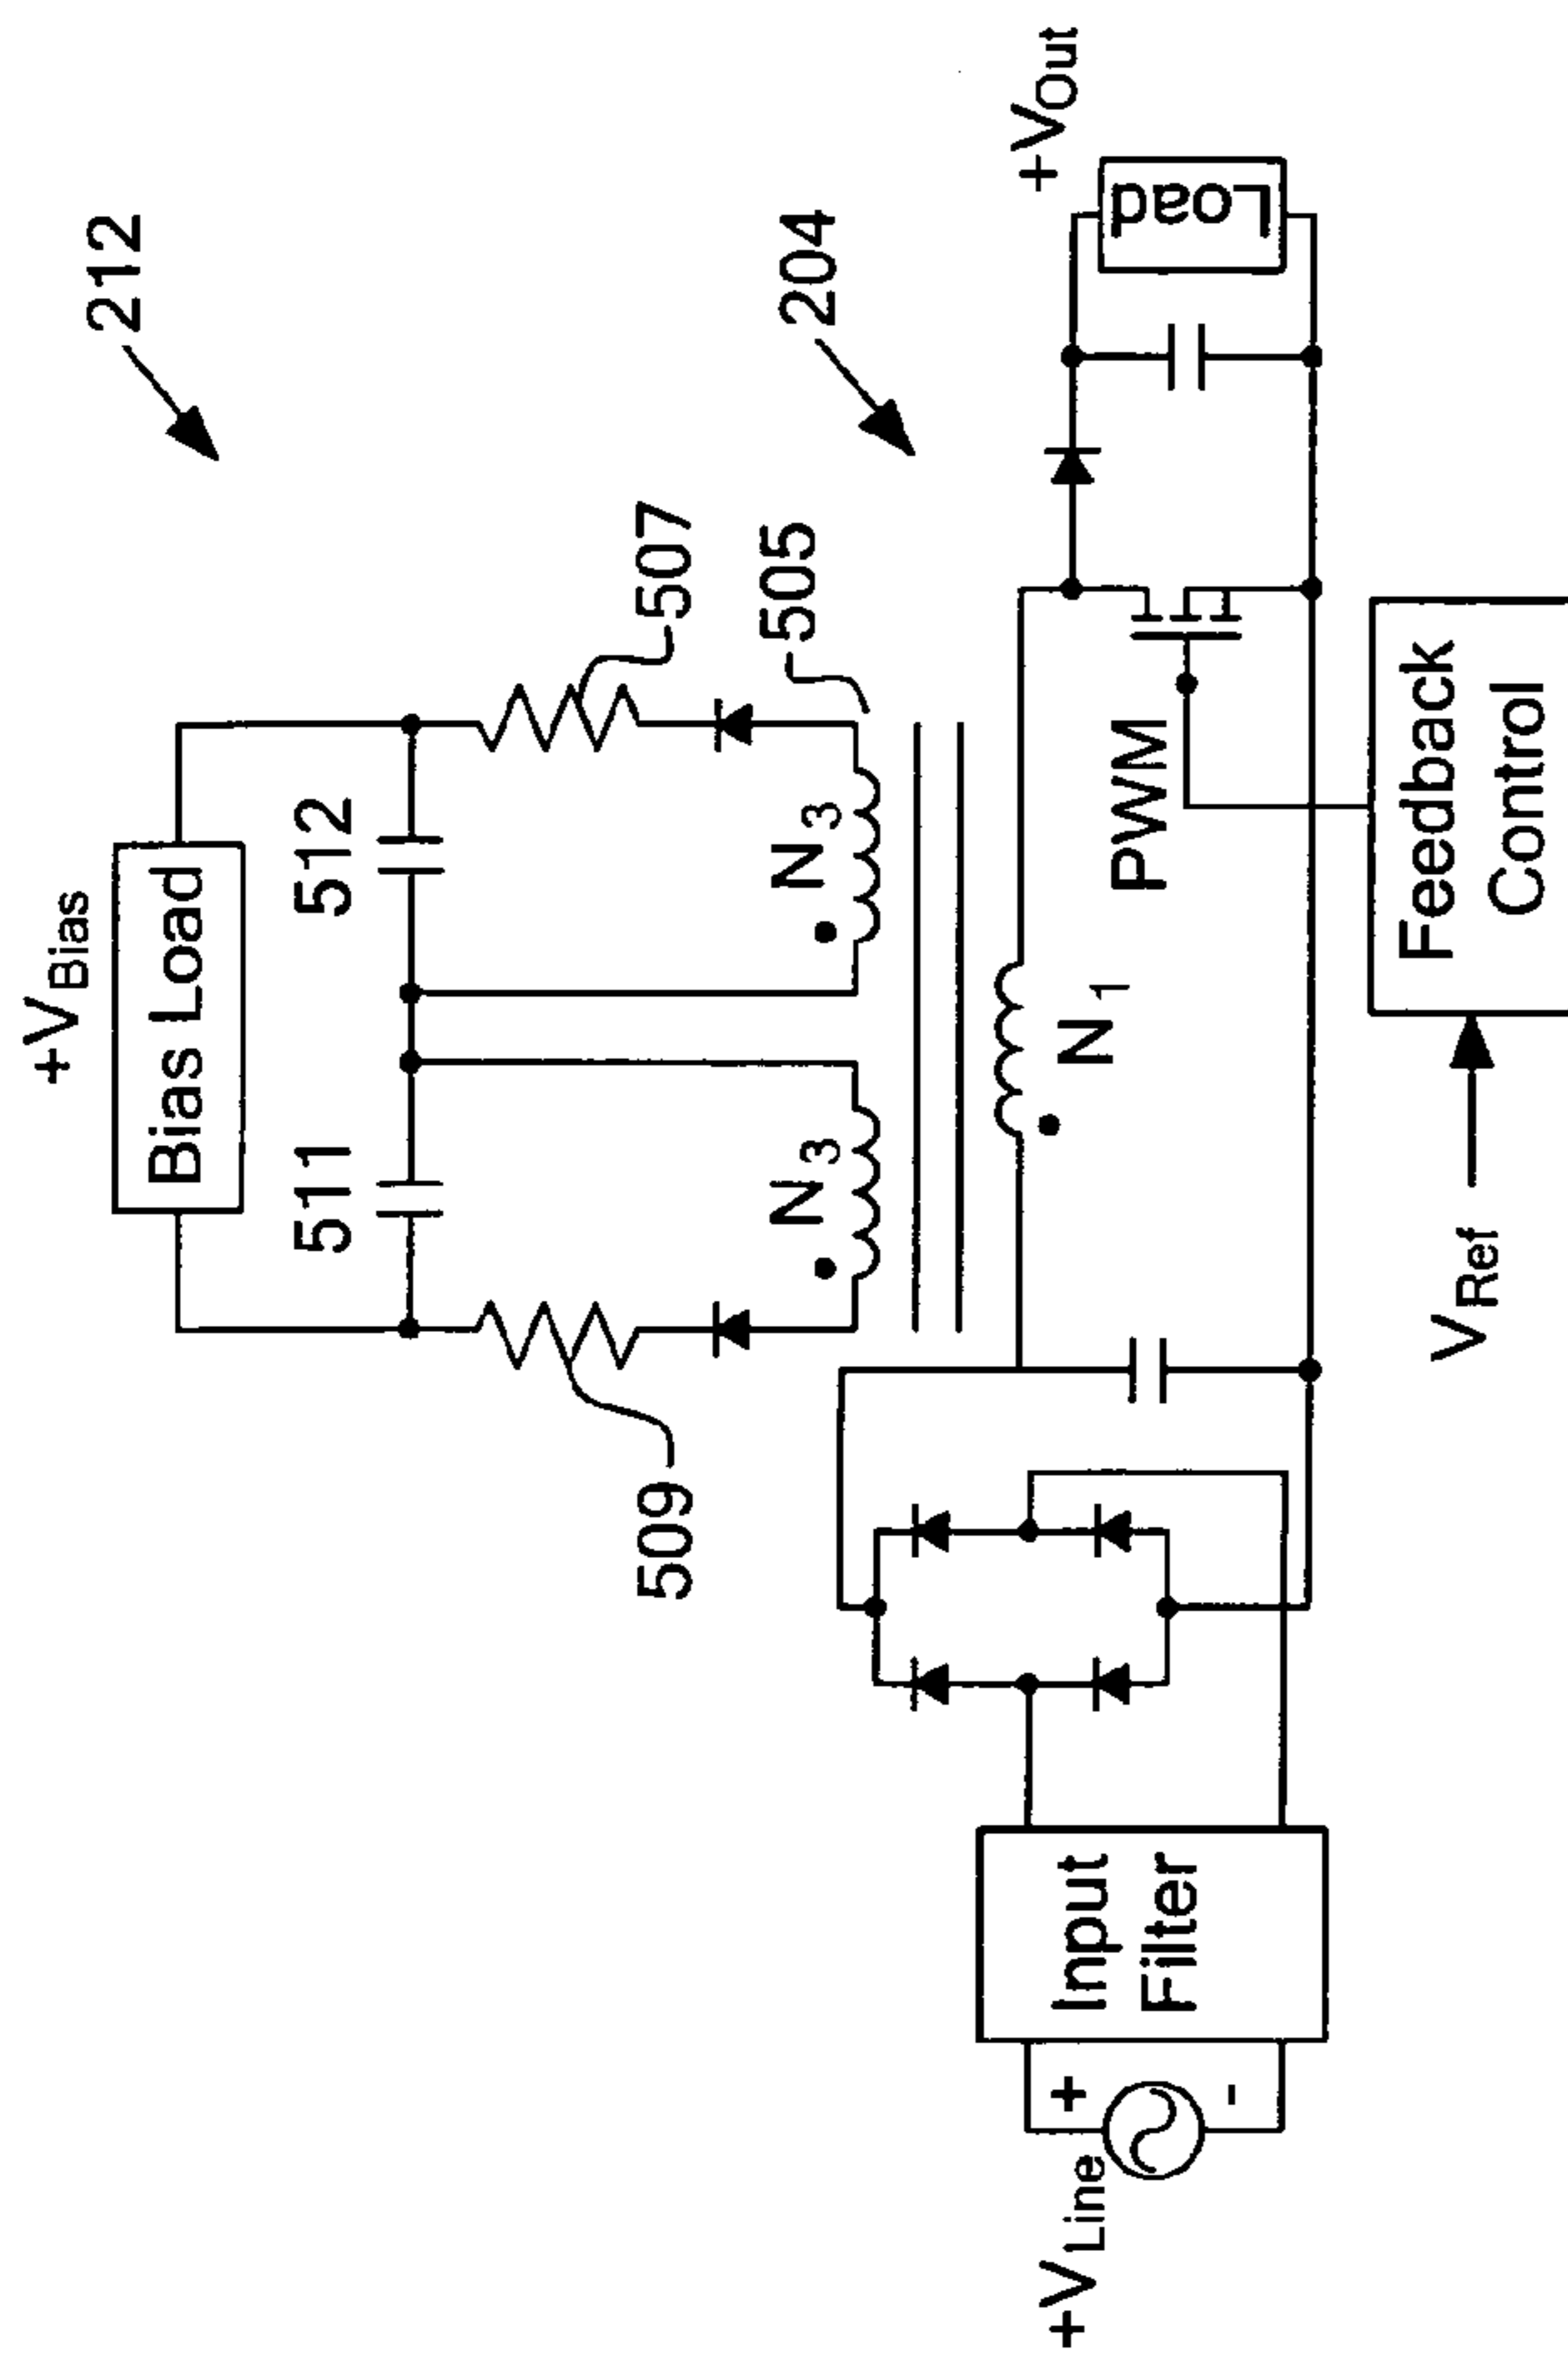 212
+VBias
Bias Load
511
512
507
509
505
N3
N3
204
+VOut
Load
N1
PWM
+VLine
+
-
Input
Filter
VRef
Feedback
Control